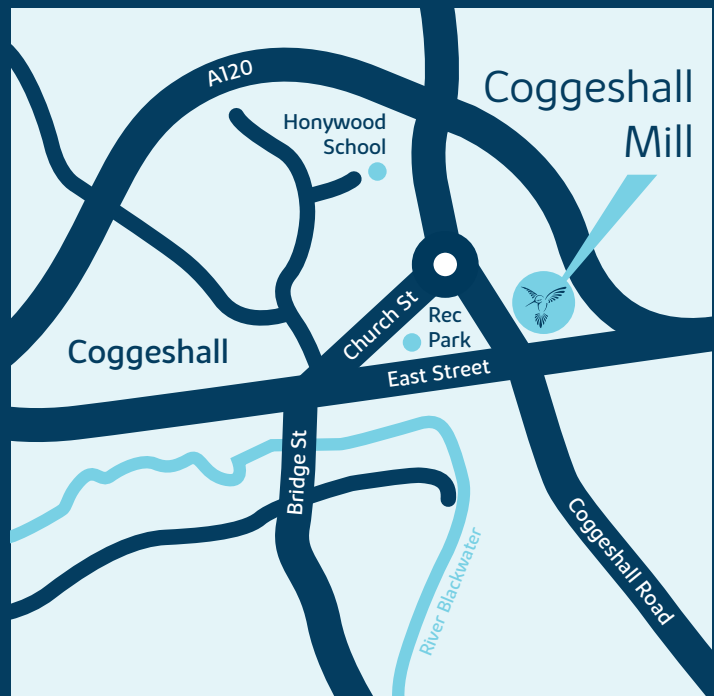 A120
Coggeshall
Mill
Honywood
School
Church St
Rec
Park
Coggeshall
East Street
Bridge St
Coggeshall Road
River Blackwater